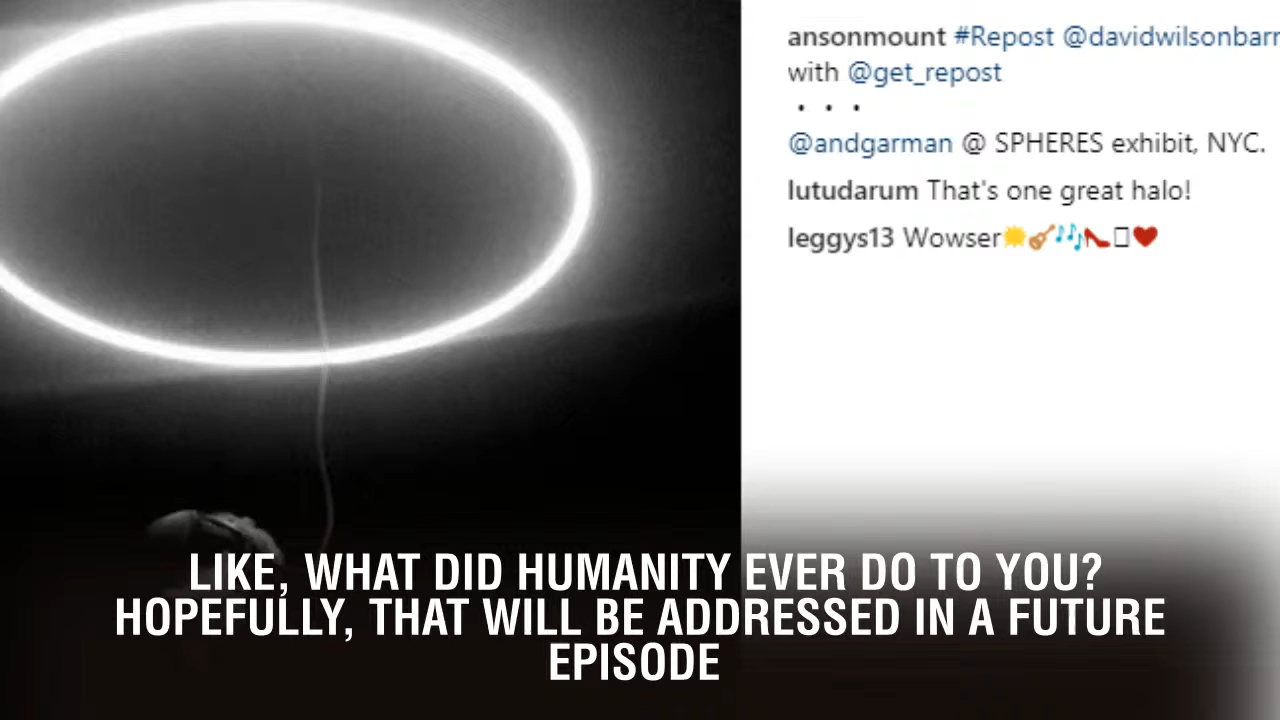 ansonmount #Repost @davidwilsonbarr
with @get_repost
• • •
@andgarman @ SPHERES exhibit, NYC.
lutudarum That's one great halo!
leggys13 Wowser☀️🎸🎶👠▯❤️
LIKE, WHAT DID HUMANITY EVER DO TO YOU?
HOPEFULLY, THAT WILL BE ADDRESSED IN A FUTURE
EPISODE